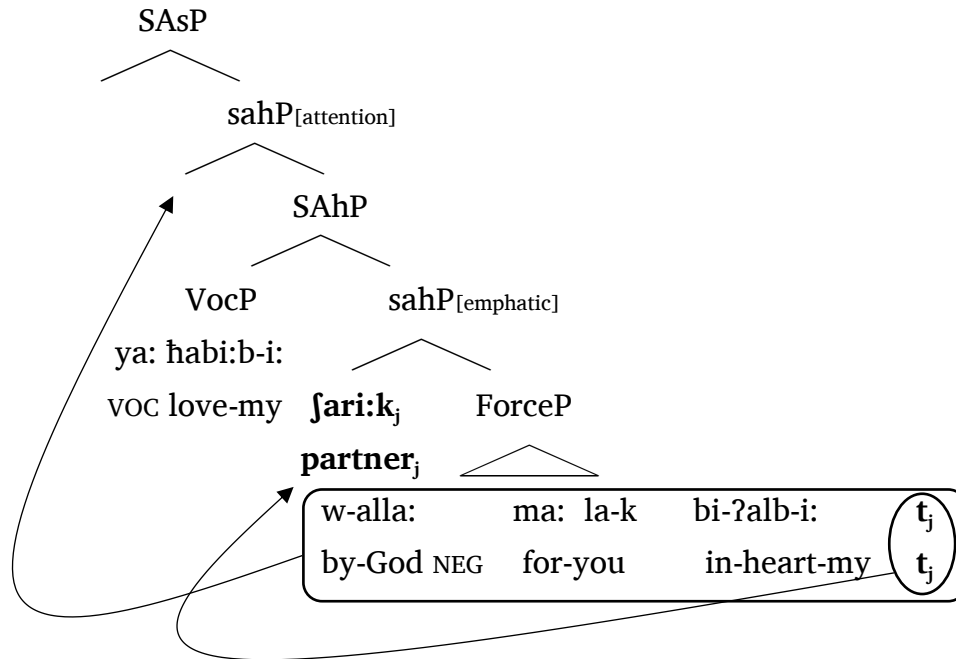 SAsP
sahP[attention]
SAhP
VocP sahP[emphatic]
ya: ħabi:b-i:
VOC love-my ʃari:kj ForceP
partnerj
w-alla: ma: la-k bi-ʔalb-i: tj
by-God NEG for-you in-heart-my tj